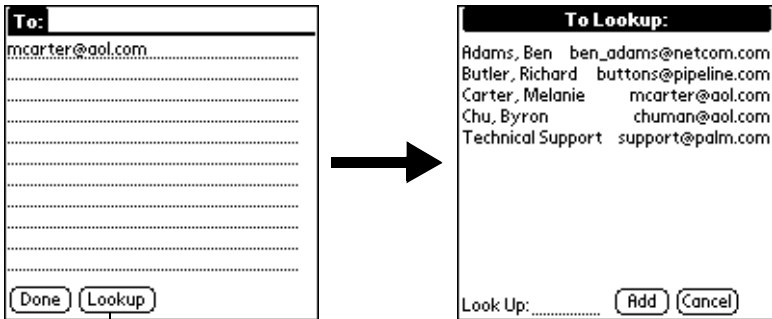 To:
mcarter@aol.com
Done Lookup
To Lookup:
Adams, Ben ben_adams@netcom.com
Butler, Richard buttons@pipeline.com
Carter, Melanie mcarter@aol.com
Chu, Byron chuman@aol.com
Technical Support support@palm.com
Look Up: Add Cancel